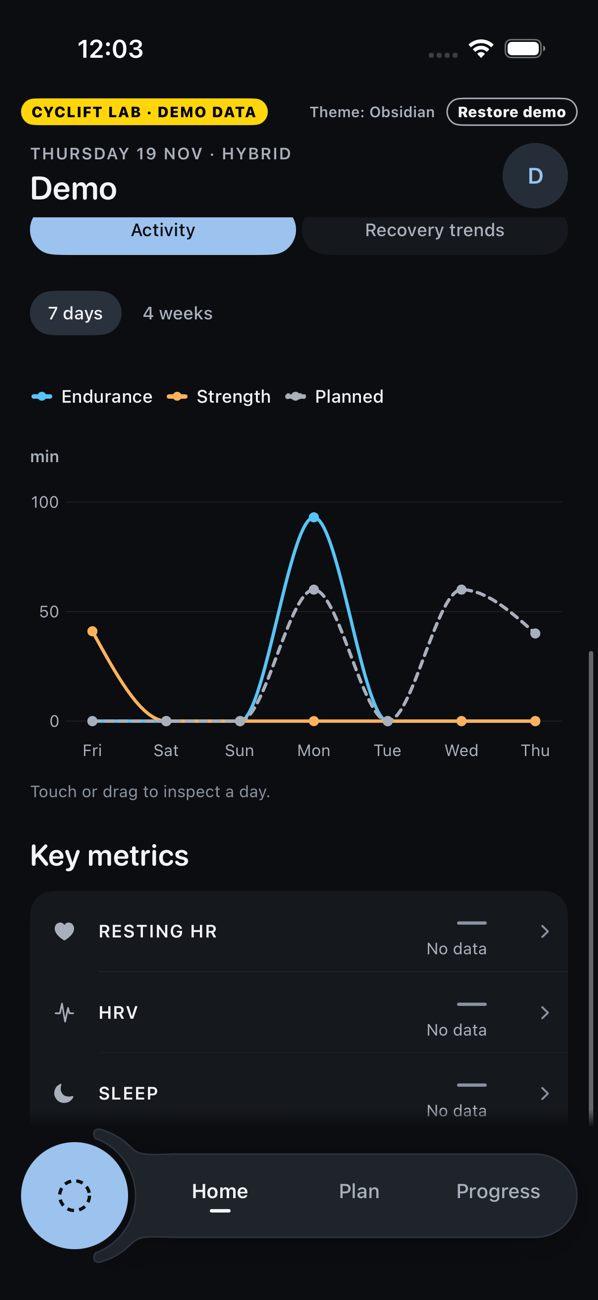 12:03
CYCLIFT LAB · DEMO DATA
Theme: Obsidian
Restore demo
THURSDAY 19 NOV · HYBRID
Demo
D
Activity
Recovery trends
7 days
4 weeks
Endurance
Strength
Planned
min
100
50
0
Fri Sat Sun Mon Tue Wed Thu
Touch or drag to inspect a day.
Key metrics
RESTING HR
No data
HRV
No data
SLEEP
No data
Home
Plan
Progress